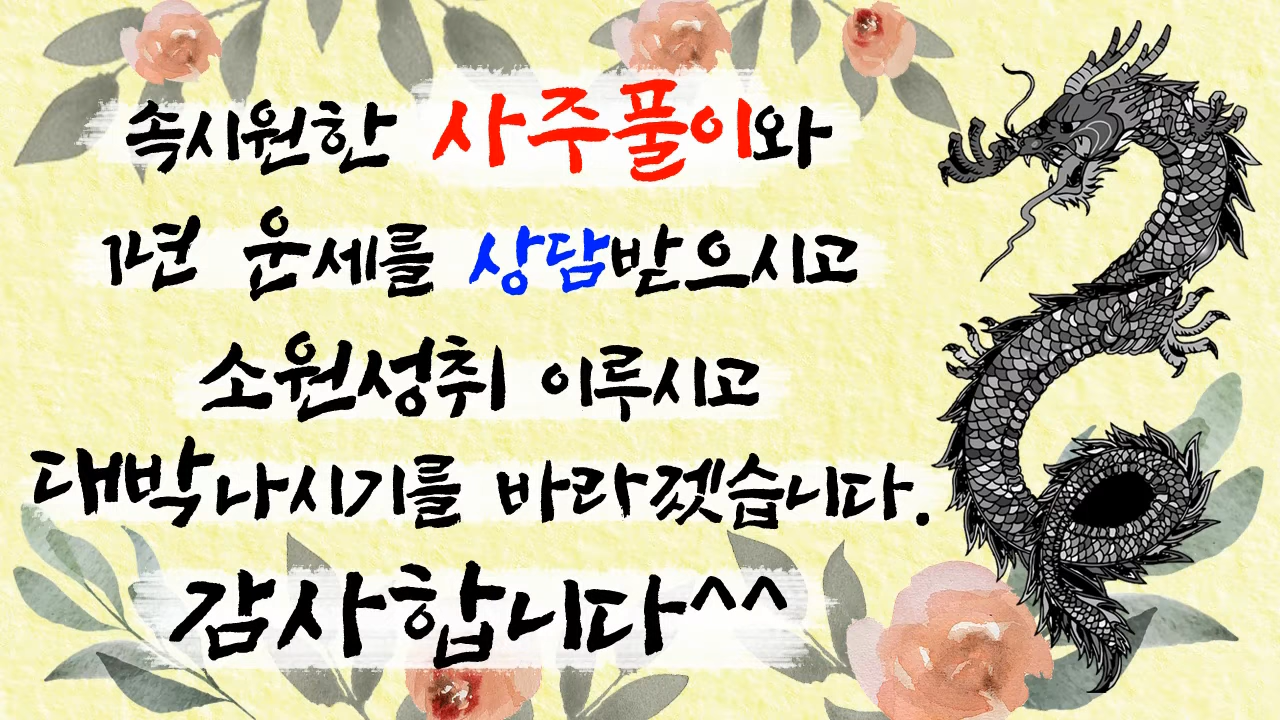 속시원한 사주풀이와
1년 운세를 상담받으시고
소원성취 이루시고
대박나시기를 바라겠습니다.
감사합니다^^